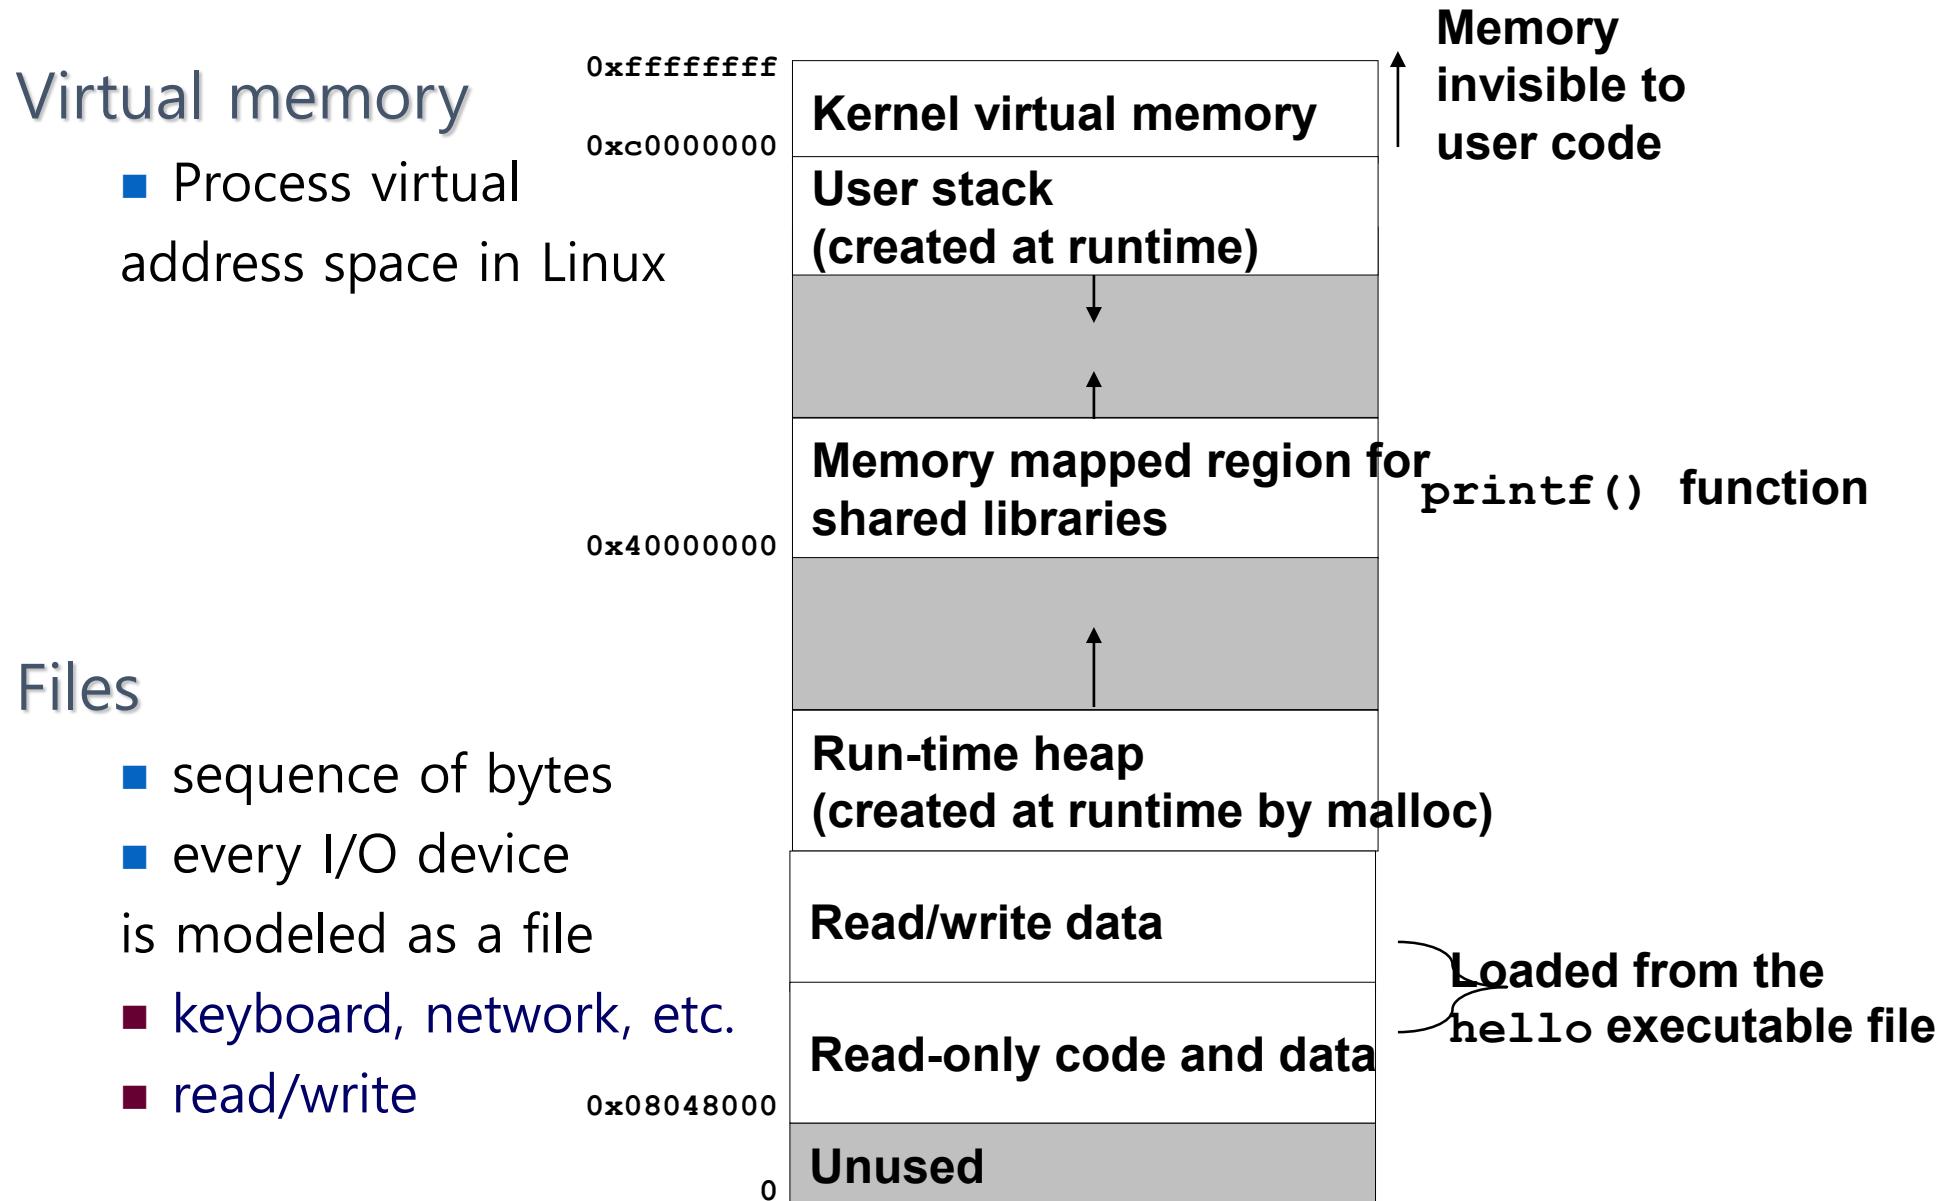 Virtual memory
Process virtual
address space in Linux
Files
sequence of bytes
every I/O device
is modeled as a file
keyboard, network, etc.
read/write
0xffffffff
Kernel virtual memory
0xc0000000
Memory
invisible to
user code
User stack
(created at runtime)
Memory mapped region for
shared libraries
printf() function
0x40000000
Run-time heap
(created at runtime by malloc)
Read/write data
Loaded from the
hello executable file
Read-only code and data
0x08048000
Unused
0